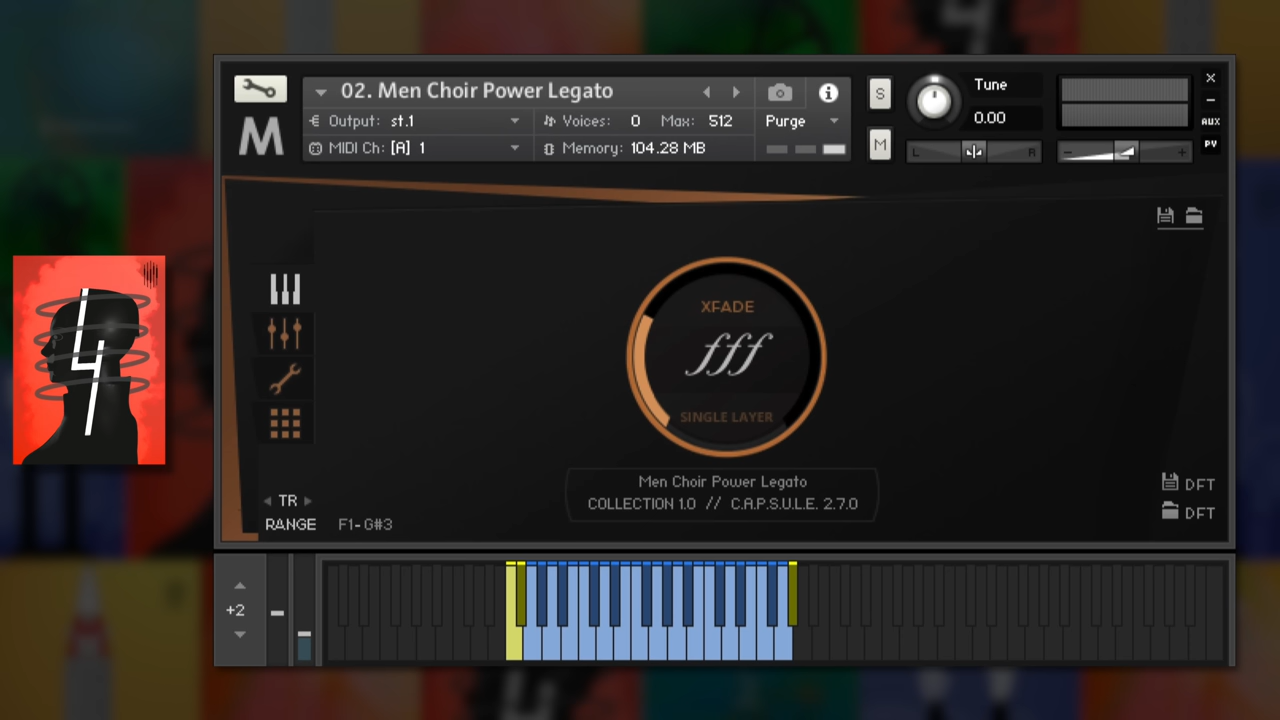 02. Men Choir Power Legato
Output: st.1
Voices: 0 Max: 512
Purge
MIDI Ch: [A] 1
Memory: 104.28 MB
S
M
Tune
0.00
L
R
AUX
PV
M
XFADE
fff
SINGLE LAYER
Men Choir Power Legato
COLLECTION 1.0 // C.A.P.S.U.L.E. 2.7.0
TR
RANGE F1-G#3
DFT
DFT
+2
4